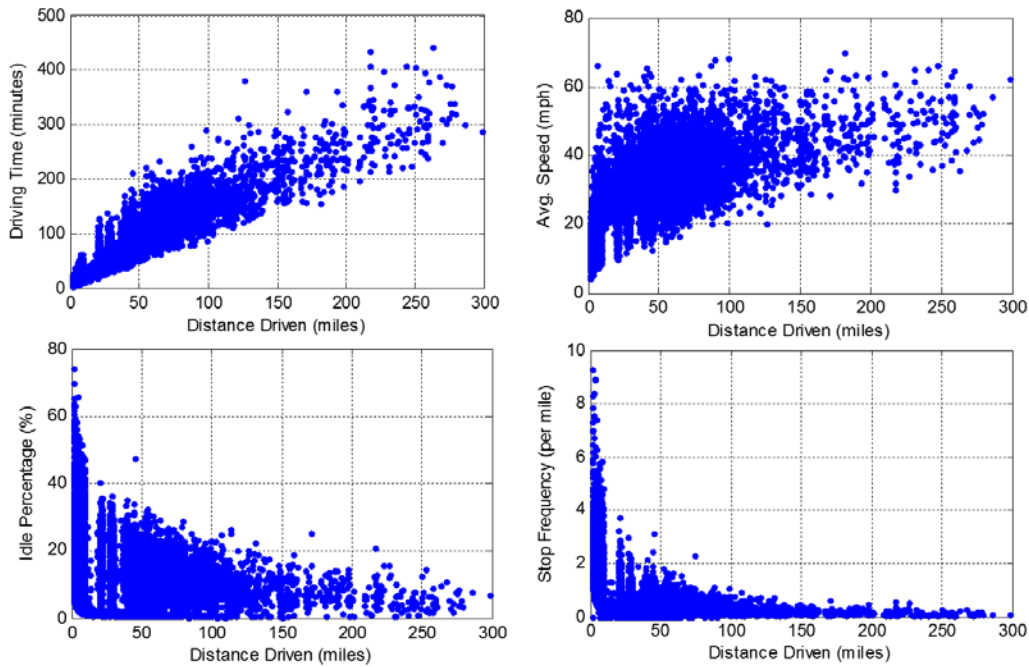 500
400
300
200
100
0
Driving Time (minutes)
0 50 100 150 200 250 300
Distance Driven (miles)
80
60
40
20
0
Avg. Speed (mph)
0 50 100 150 200 250 300
Distance Driven (miles)
80
60
40
20
0
Idle Percentage (%)
0 50 100 150 200 250 300
Distance Driven (miles)
10
8
6
4
2
0
Stop Frequency (per mile)
0 50 100 150 200 250 300
Distance Driven (miles)